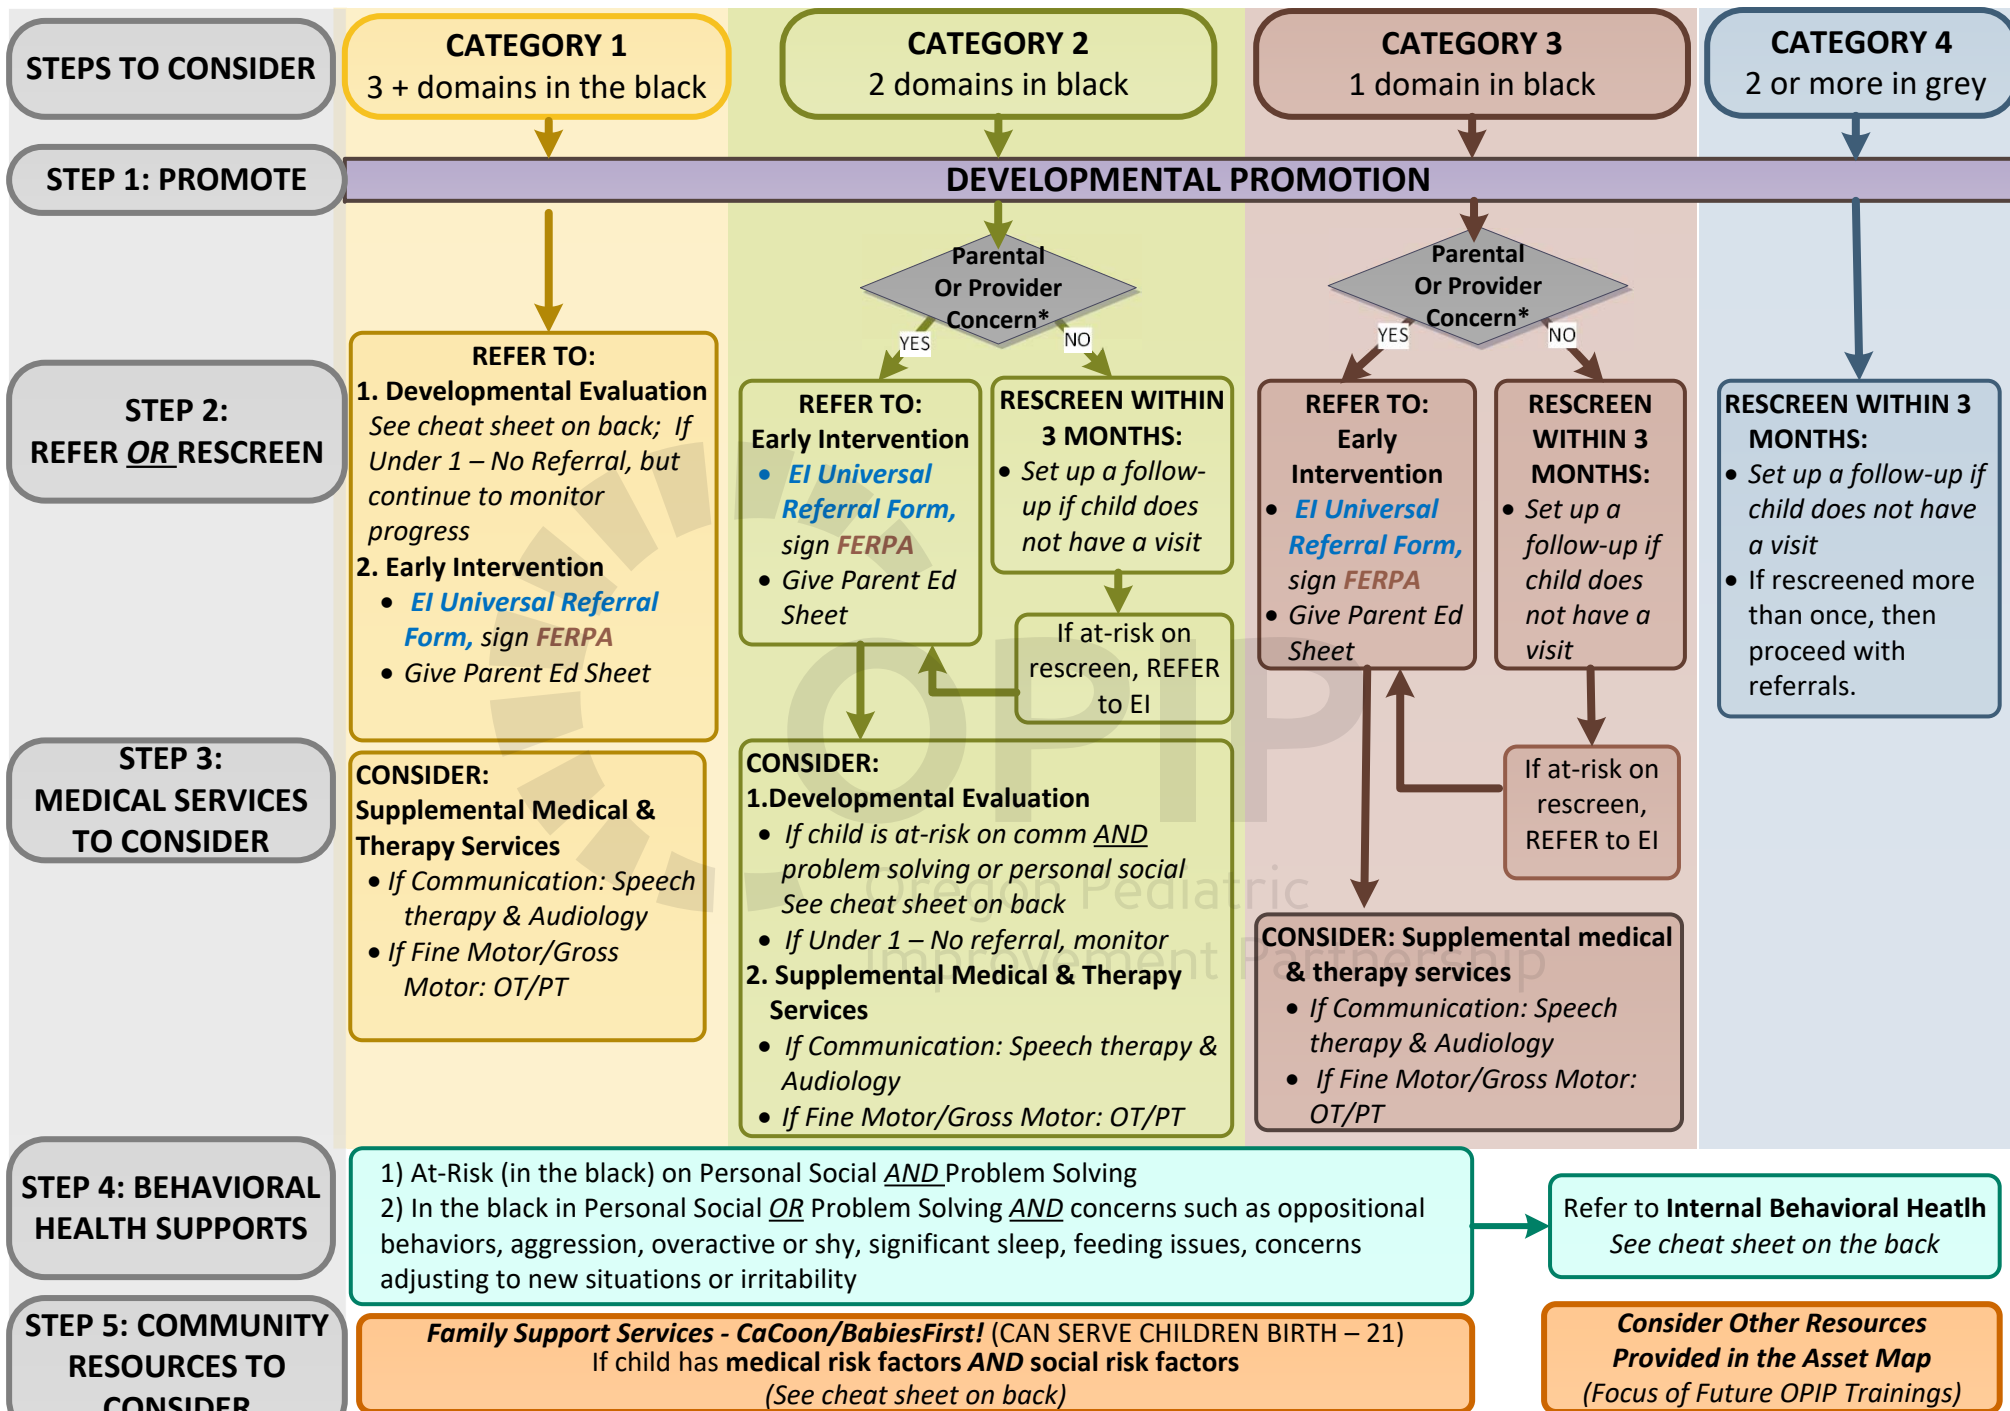 STEPS TO CONSIDER
CATEGORY 1
3 + domains in the black
CATEGORY 2
2 domains in black
CATEGORY 3
1 domain in black
CATEGORY 4
2 or more in grey
STEP 1: PROMOTE
DEVELOPMENTAL PROMOTION
STEP 2:
REFER OR RESCREEN
REFER TO:
1. Developmental Evaluation
See cheat sheet on back; If
Under 1 – No Referral, but
continue to monitor
progress
2. Early Intervention
• EI Universal Referral
Form, sign FERPA
• Give Parent Ed Sheet
Parental
Or Provider
Concern*
YES
NO
REFER TO:
Early Intervention
• EI Universal
Referral Form,
sign FERPA
• Give Parent Ed
Sheet
RESCREEN WITHIN
3 MONTHS:
• Set up a follow-
up if child does
not have a visit
If at-risk on
rescreen, REFER
to EI
Parental
Or Provider
Concern*
YES
NO
REFER TO:
Early
Intervention
• EI Universal
Referral Form,
sign FERPA
• Give Parent Ed
Sheet
RESCREEN
WITHIN 3
MONTHS:
• Set up a
follow-up if
child does
not have a
visit
If at-risk on
rescreen,
REFER to EI
RESCREEN WITHIN 3
MONTHS:
• Set up a follow-up if
child does not have
a visit
• If rescreened more
than once, then
proceed with
referrals.
STEP 3:
MEDICAL SERVICES
TO CONSIDER
CONSIDER:
Supplemental Medical &
Therapy Services
• If Communication: Speech
therapy & Audiology
• If Fine Motor/Gross
Motor: OT/PT
CONSIDER:
1.Developmental Evaluation
• If child is at-risk on comm AND
problem solving or personal social
See cheat sheet on back
• If Under 1 – No referral, monitor
2. Supplemental Medical & Therapy
Services
• If Communication: Speech therapy &
Audiology
• If Fine Motor/Gross Motor: OT/PT
CONSIDER: Supplemental medical
& therapy services
• If Communication: Speech
therapy & Audiology
• If Fine Motor/Gross Motor:
OT/PT
OPIP
Oregon Pediatric
Improvement Partnership
STEP 4: BEHAVIORAL
HEALTH SUPPORTS
1) At-Risk (in the black) on Personal Social AND Problem Solving
2) In the black in Personal Social OR Problem Solving AND concerns such as oppositional
behaviors, aggression, overactive or shy, significant sleep, feeding issues, concerns
adjusting to new situations or irritability
Refer to Internal Behavioral Heatlh
See cheat sheet on the back
STEP 5: COMMUNITY
RESOURCES TO
CONSIDER
Family Support Services - CaCoon/BabiesFirst! (CAN SERVE CHILDREN BIRTH – 21)
If child has medical risk factors AND social risk factors
(See cheat sheet on back)
Consider Other Resources
Provided in the Asset Map
(Focus of Future OPIP Trainings)